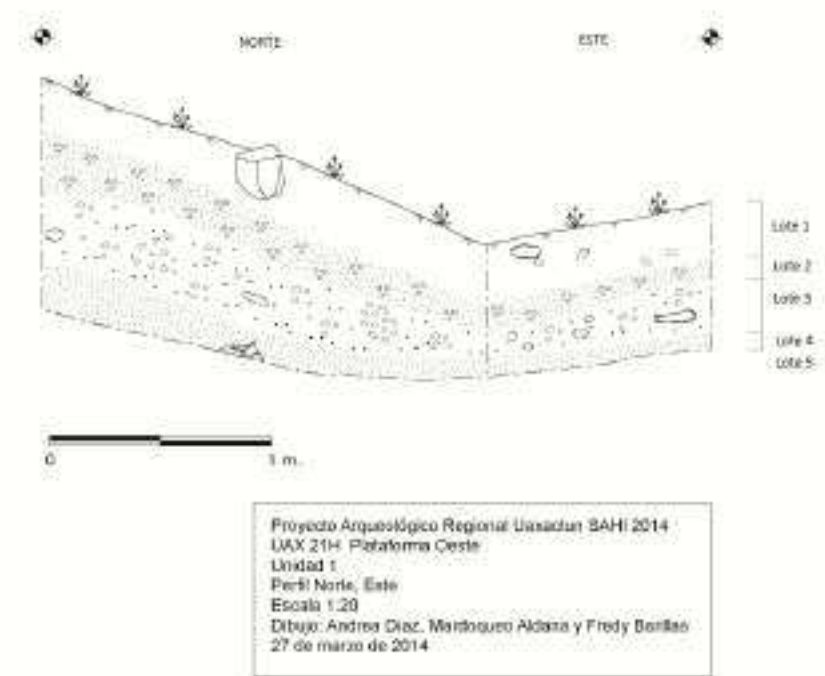 NORTE
ESTE
Lote 1
Lote 2
Lote 3
Lote 4
Lote 5
0
1 m.
Proyecto Arqueológico Regional Uaxactun SAHI 2014
UAX 21H Plataforma Oeste
Unidad 1
Perfil Norte, Este
Escala 1:20
Dibujo: Andrea Díaz, Mardoqueo Aldana y Fredy Barillas
27 de marzo de 2014